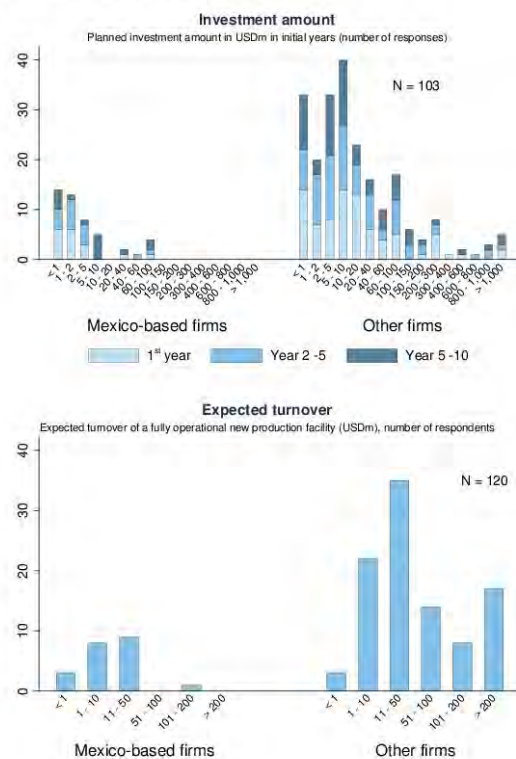 Investment amount
Planned investment amount in USDm in initial years (number of responses)
40
30
20
10
0
N = 103
<1
1 - 2
2 - 5
5 - 10
10 - 20
20 - 40
40 - 60
60 - 100
100 - 150
150 - 200
200 - 300
300 - 400
400 - 600
600 - 800
800 - 1,000
> 1,000
<1
1 - 2
2 - 5
5 - 10
10 - 20
20 - 40
40 - 60
60 - 100
100 - 150
150 - 200
200 - 300
300 - 400
400 - 600
600 - 800
800 - 1,000
> 1,000
Mexico-based firms
Other firms
1st year
Year 2 -5
Year 5 -10
Expected turnover
Expected turnover of a fully operational new production facility (USDm), number of respondents
40
30
20
10
0
N = 120
< 1
1 - 10
11 - 50
51 - 100
101 - 200
> 200
< 1
1 - 10
11 - 50
51 - 100
101 - 200
> 200
Mexico-based firms
Other firms